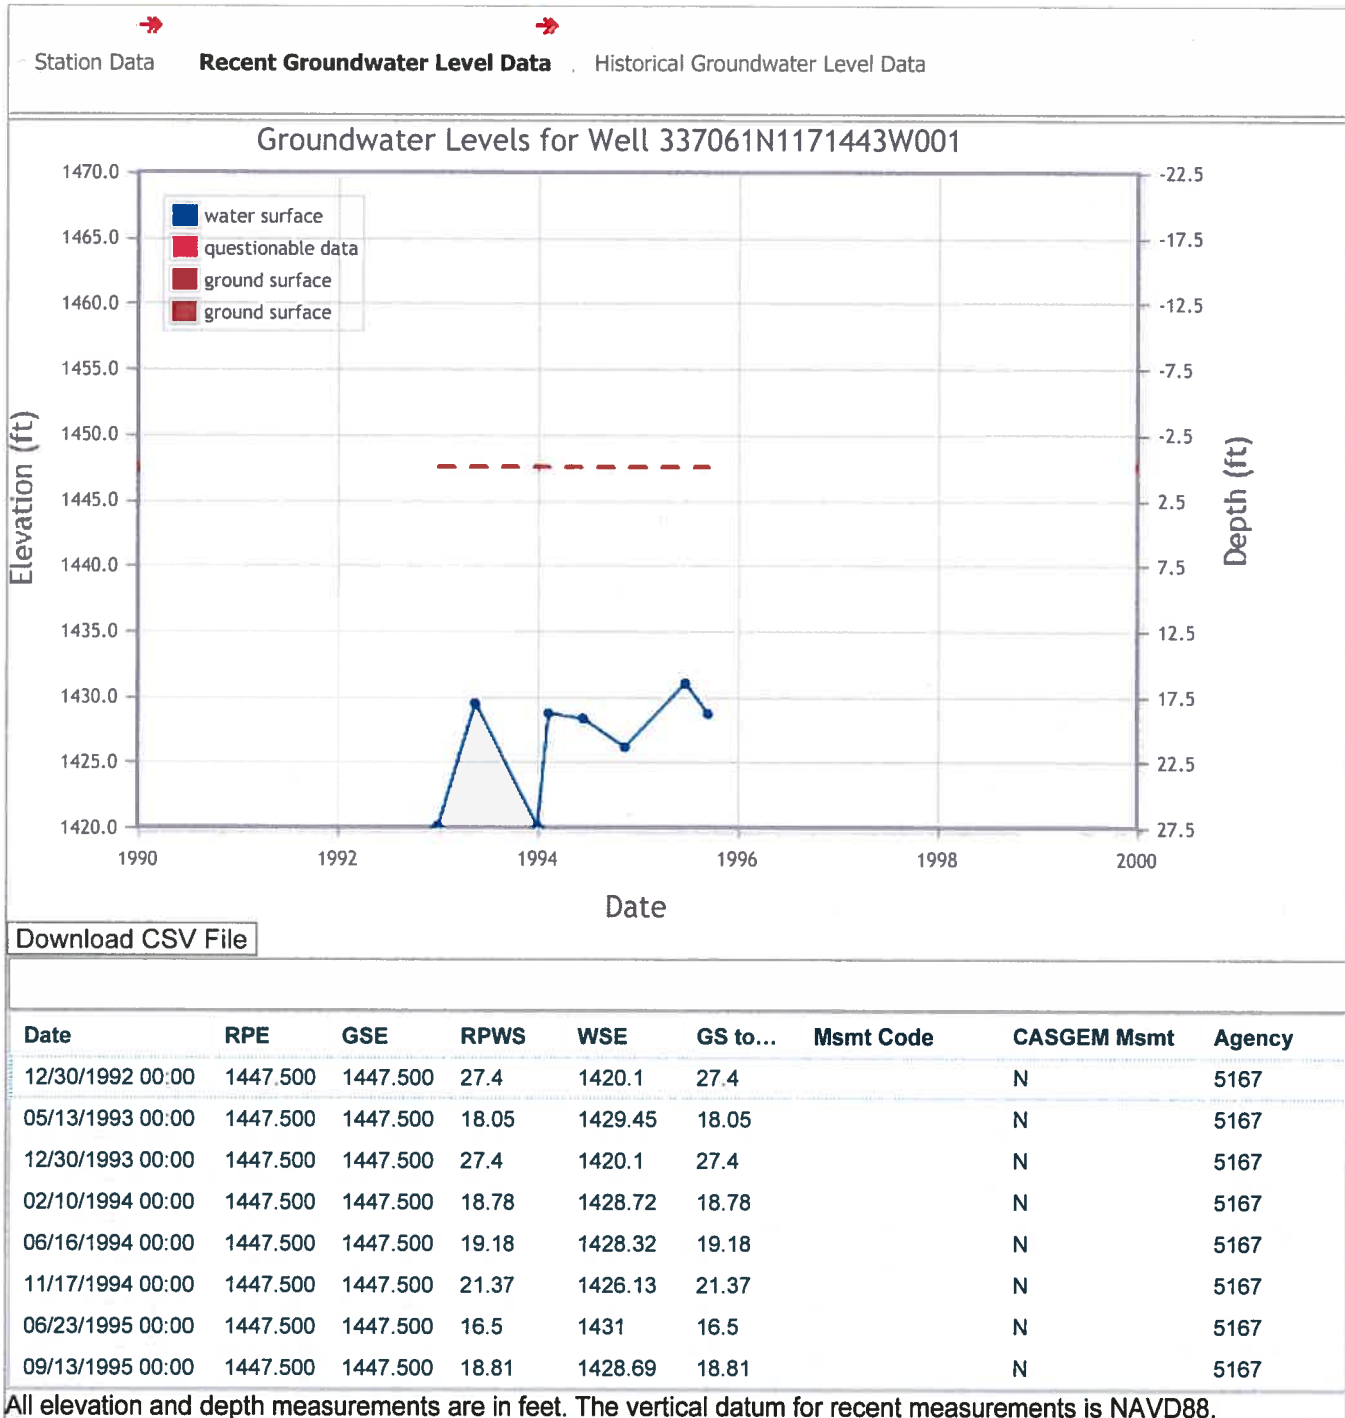 Station Data Recent Groundwater Level Data Historical Groundwater Level Data
Groundwater Levels for Well 337061N1171443W001
water surface
questionable data
ground surface
ground surface
Elevation (ft)
1470.0
1465.0
1460.0
1455.0
1450.0
1445.0
1440.0
1435.0
1430.0
1425.0
1420.0
-22.5
-17.5
-12.5
-7.5
-2.5
2.5
7.5
12.5
17.5
22.5
27.5
Depth (ft)
1990 1992 1994 1996 1998 2000
Date
Download CSV File
Date RPE GSE RPWS WSE GS to... Msmt Code CASGEM Msmt Agency
12/30/1992 00:00 1447.500 1447.500 27.4 1420.1 27.4 N 5167
05/13/1993 00:00 1447.500 1447.500 18.05 1429.45 18.05 N 5167
12/30/1993 00:00 1447.500 1447.500 27.4 1420.1 27.4 N 5167
02/10/1994 00:00 1447.500 1447.500 18.78 1428.72 18.78 N 5167
06/16/1994 00:00 1447.500 1447.500 19.18 1428.32 19.18 N 5167
11/17/1994 00:00 1447.500 1447.500 21.37 1426.13 21.37 N 5167
06/23/1995 00:00 1447.500 1447.500 16.5 1431 16.5 N 5167
09/13/1995 00:00 1447.500 1447.500 18.81 1428.69 18.81 N 5167
All elevation and depth measurements are in feet. The vertical datum for recent measurements is NAVD88.